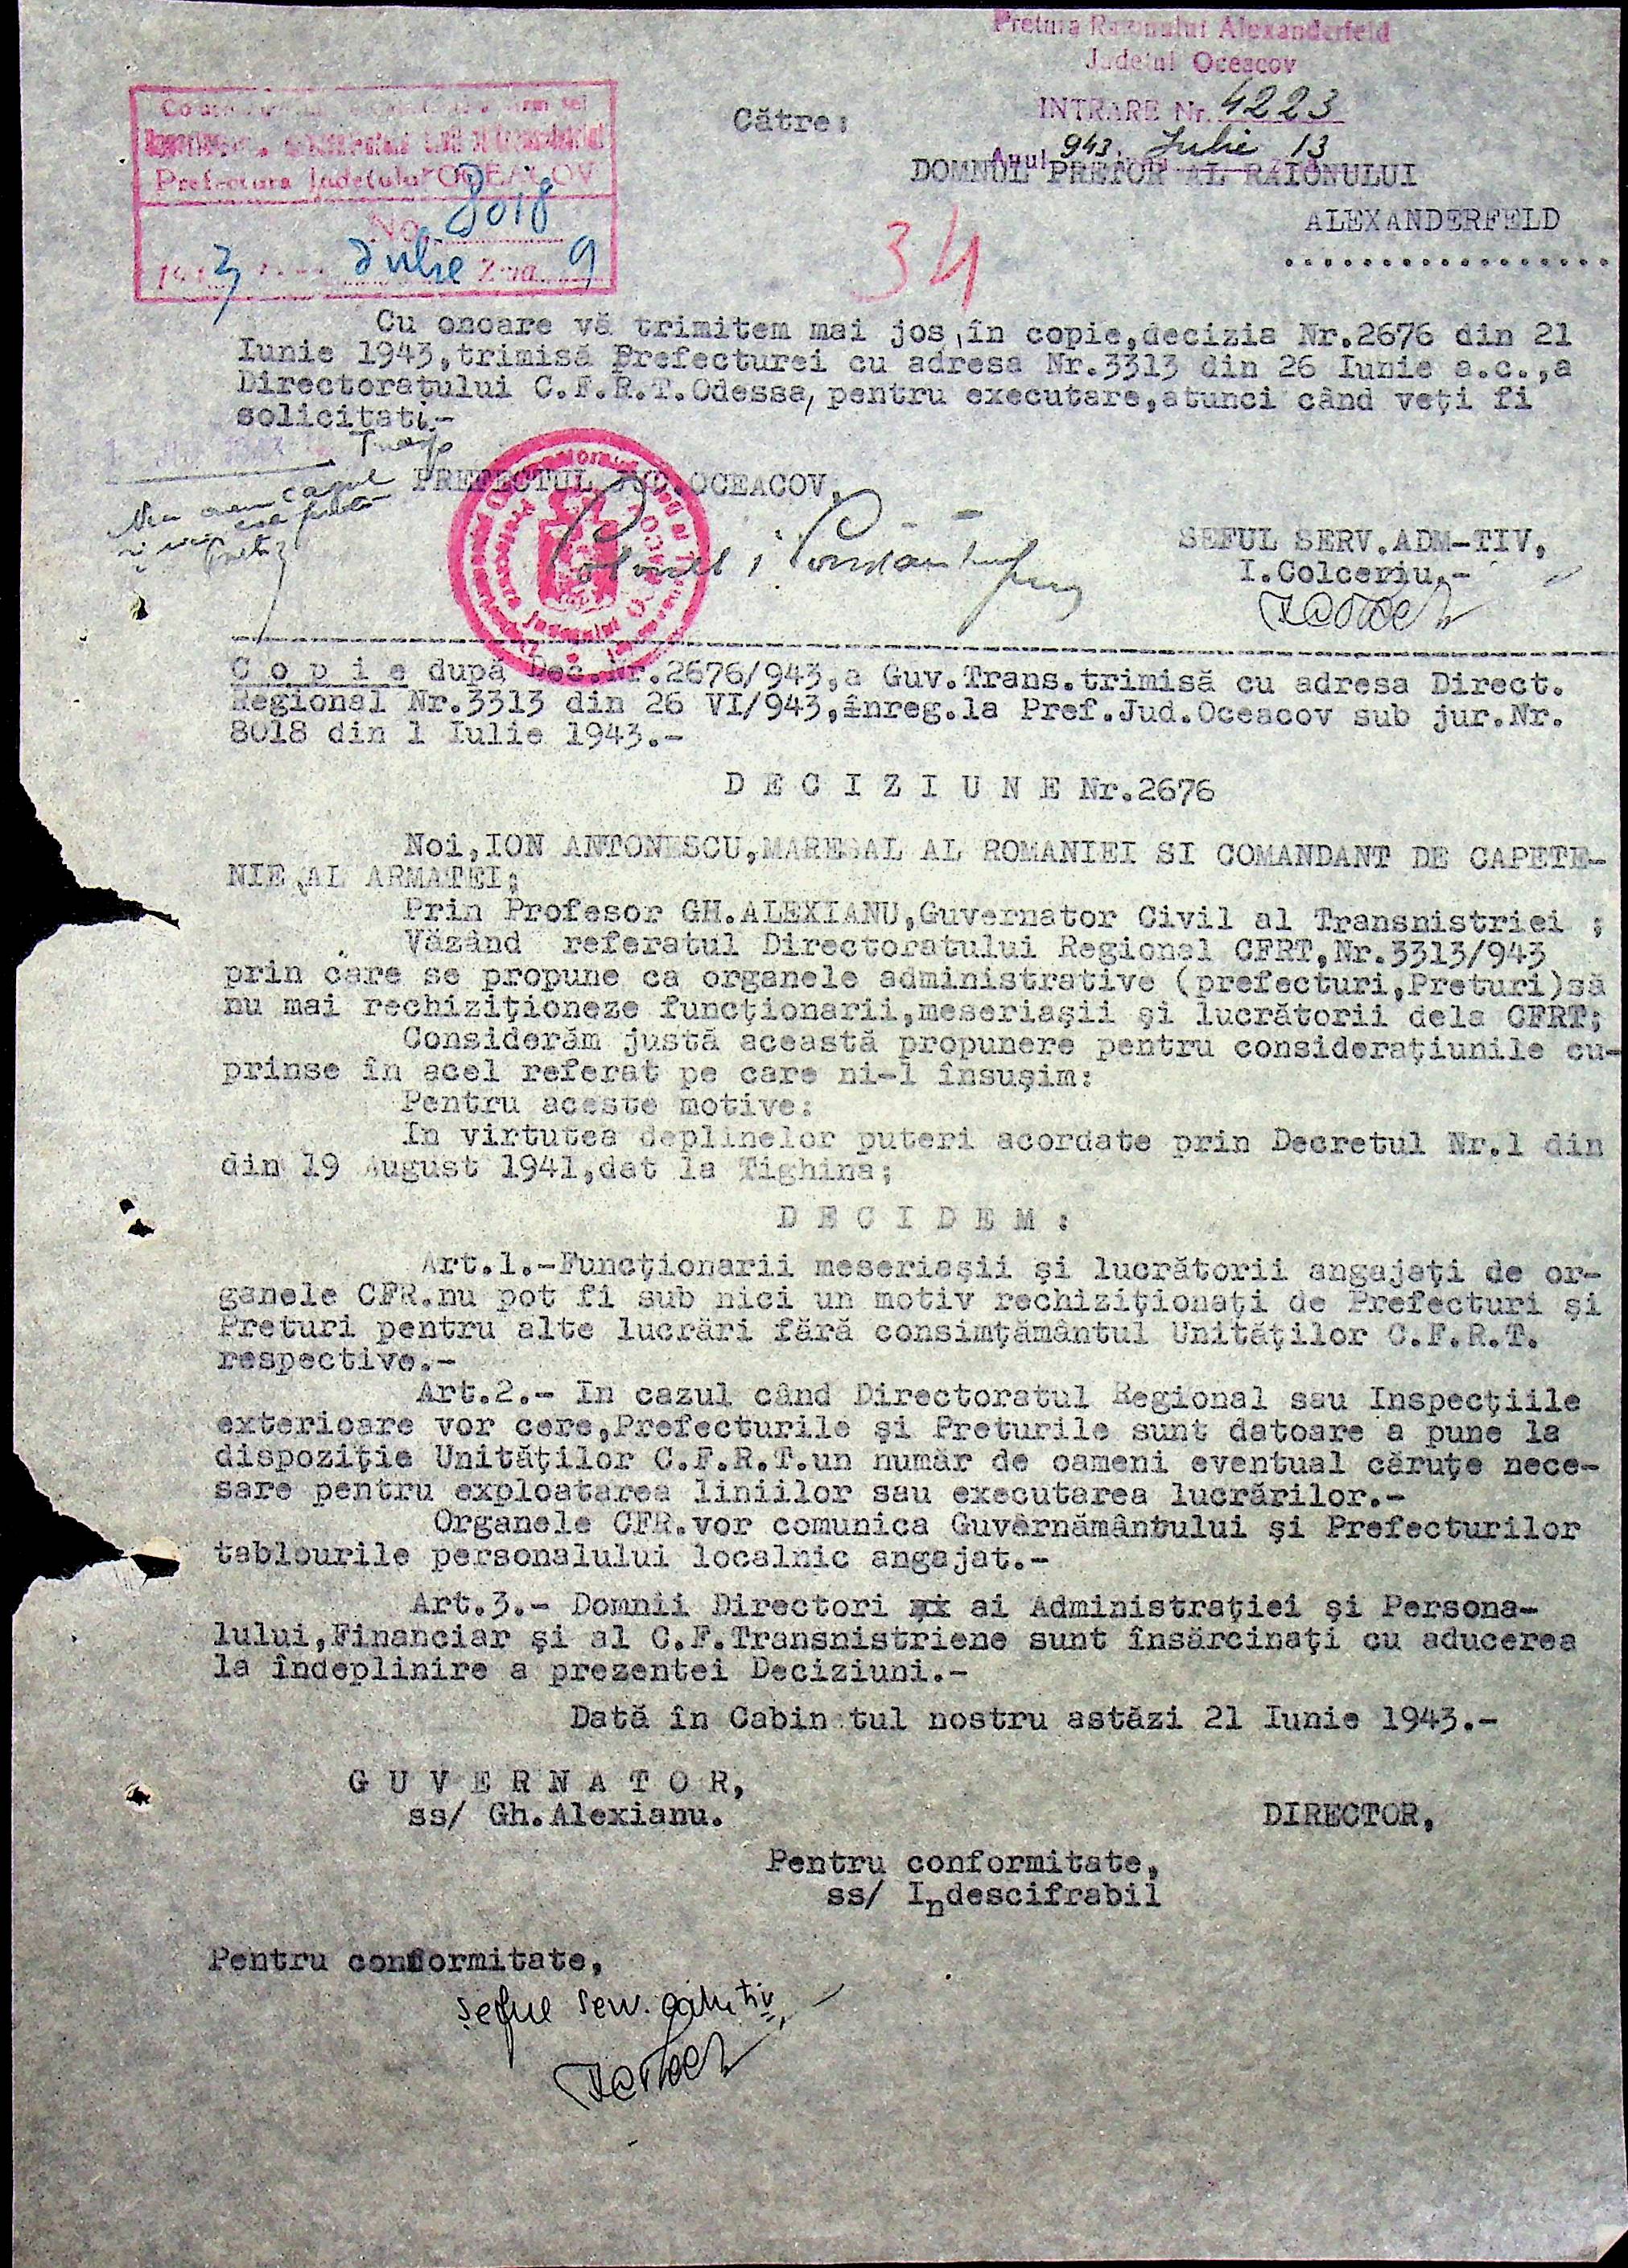 Pretura Raionului Alexanderfeld
Judetul Oceacov
INTRARE Nr. 4223
Anul 943 Iulie 13
Prefectura Judetului OCEACOV
No. 8018
1943 Iulie Ziua 9
Către:
DOMNUL PRETOR AL RAIONULUI
ALEXANDERFELD
.................
34
Cu onoare vă trimitem mai jos,în copie,decizia Nr.2676 din 21
Iunie 1943,trimisă Prefecturei cu adresa Nr.3313 din 26 Iunie a.c.,a
Directoratului C.F.R.T.Odessa, pentru executare,atunci când veţi fi
solicitaţi.-
PREFECTUL JUD.OCEACOV,
Colonel
SEFUL SERV.ADM-TIV,
I.Colceriu.-
C o p i e după Dec.Nr.2676/943,a Guv.Trans.trimisă cu adresa Direct.
Regional Nr.3313 din 26 VI/943,înreg.la Pref.Jud.Oceacov sub jur.Nr.
8018 din 1 Iulie 1943.-
D E C I Z I U N E Nr.2676
Noi,ION ANTONESCU,MARESAL AL ROMANIEI SI COMANDANT DE CAPETE-
NIE AL ARMATEI;
Prin Profesor GH.ALEXIANU,Guvernator Civil al Transnistriei ;
Văzând referatul Directoratului Regional CFRT,Nr.3313/943
prin care se propune ca organele administrative (prefecturi,Preturi)să
nu mai rechiziţioneze funcţionarii,meseriaşii şi lucrătorii dela CFRT;
Considerăm justă această propunere pentru consideraţiunile cu-
prinse în acel referat pe care ni-l însuşim:
Pentru aceste motive:
In virtutea deplinelor puteri acordate prin Decretul Nr.1 din
din 19 August 1941,dat la Tighina;
D E C I D E M :
Art.1.-Funcţionarii meseriaşii şi lucrătorii angajaţi de or-
ganele CFR.nu pot fi sub nici un motiv rechiziţionaţi de Prefecturi şi
Preturi pentru alte lucrări fără consimţământul Unităţilor C.F.R.T.
respective.-
Art.2.- In cazul când Directoratul Regional sau Inspecţiile
exterioare vor cere,Prefecturile şi Preturile sunt datoare a pune la
dispoziţie Unităţilor C.F.R.T.un număr de oameni eventual căruţe nece-
sare pentru exploatarea liniilor sau executarea lucrărilor.-
Organele CFR.vor comunica Guvernământului şi Prefecturilor
tablourile personalului localnic angajat.-
Art.3.- Domnii Directori ai Administraţiei şi Persona-
lului,Financiar şi al C.F.Transnistriene sunt însărcinaţi cu aducerea
la îndeplinire a prezentei Deciziuni.-
Dată în Cabin tul nostru astăzi 21 Iunie 1943.-
G U V E R N A T O R,
ss/ Gh.Alexianu.
DIRECTOR,
Pentru conformitate,
ss/ Indescifrabil
Pentru conformitate,
Şeful serv. adm tiv,